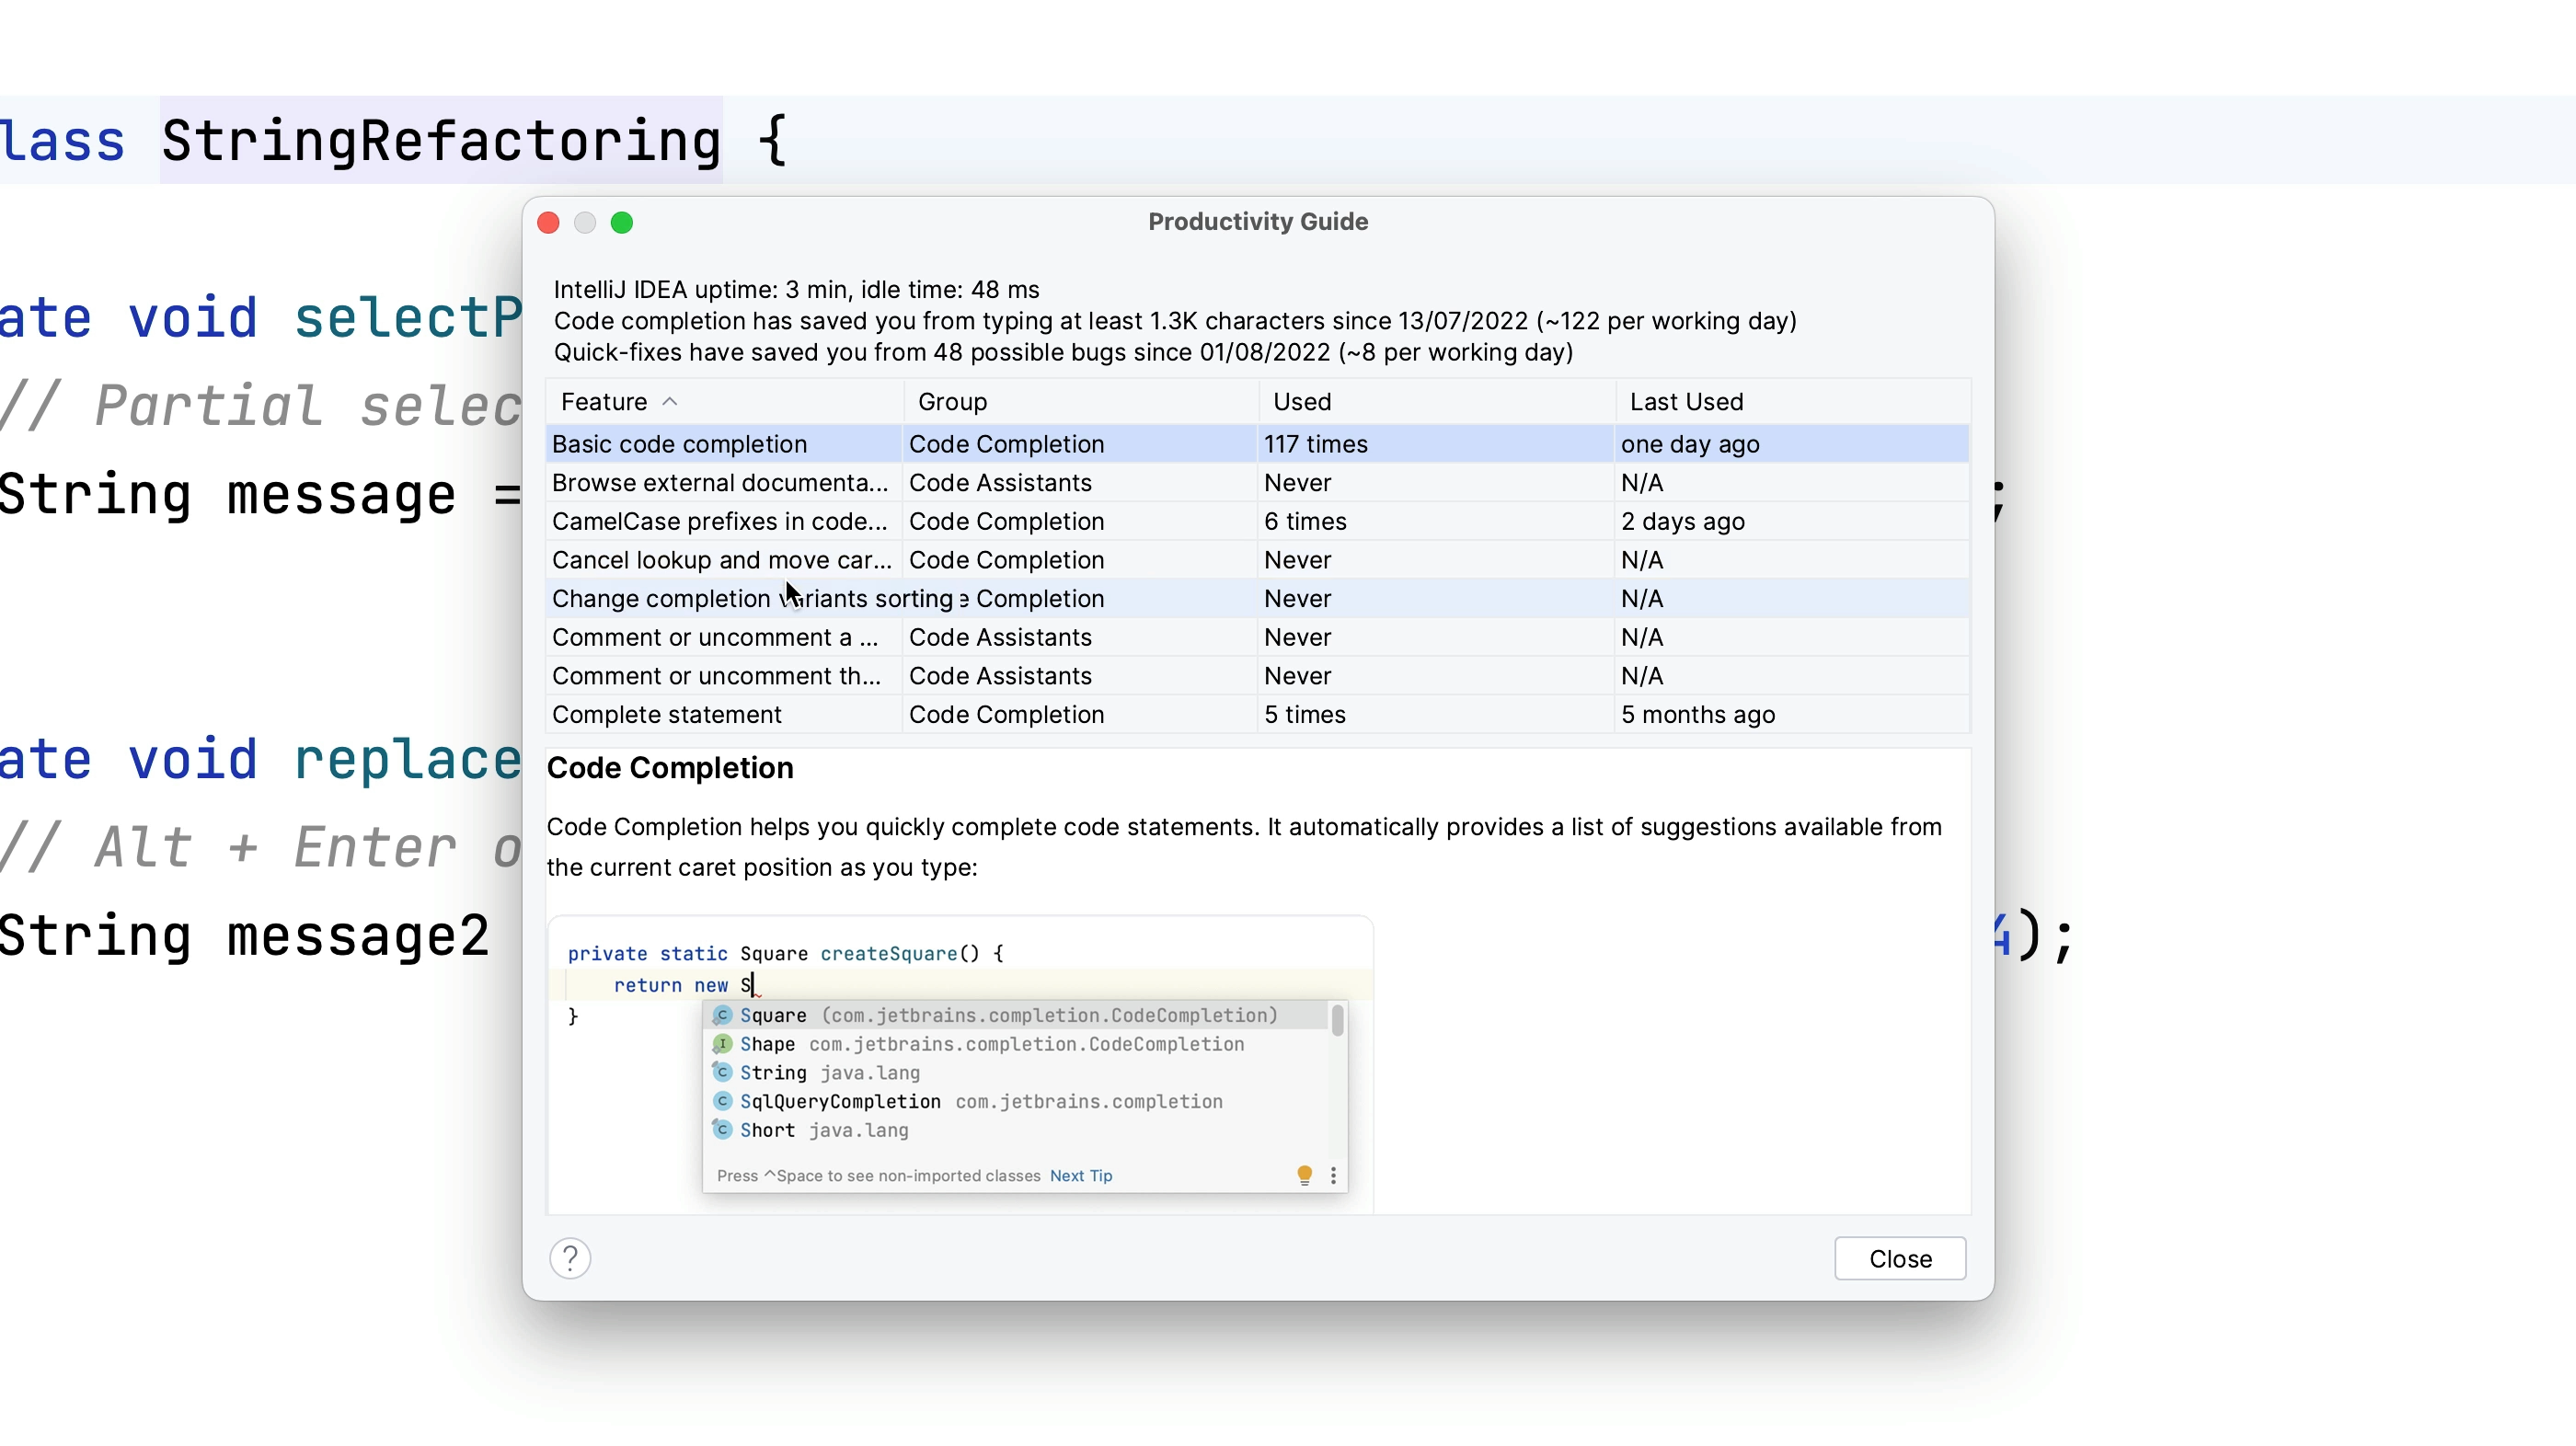 lass StringRefactoring {
Productivity Guide
IntelliJ IDEA uptime: 3 min, idle time: 48 ms
Code completion has saved you from typing at least 1.3K characters since 13/07/2022 (~122 per working day)
Quick-fixes have saved you from 48 possible bugs since 01/08/2022 (~8 per working day)
ate void selectP
// Partial selec
String message = ;
Feature Group Used Last Used
Basic code completion Code Completion 117 times one day ago
Browse external documenta... Code Assistants Never N/A
CamelCase prefixes in code... Code Completion 6 times 2 days ago
Cancel lookup and move car... Code Completion Never N/A
Change completion variants sorting e Completion Never N/A
Comment or uncomment a ... Code Assistants Never N/A
Comment or uncomment th... Code Assistants Never N/A
Complete statement Code Completion 5 times 5 months ago
ate void replace
// Alt + Enter o
String message2 4);
Code Completion
Code Completion helps you quickly complete code statements. It automatically provides a list of suggestions available from
the current caret position as you type:
private static Square createSquare() {
return new S
}
C Square (com.jetbrains.completion.CodeCompletion)
I Shape com.jetbrains.completion.CodeCompletion
C String java.lang
C SqlQueryCompletion com.jetbrains.completion
C Short java.lang
Press ^Space to see non-imported classes Next Tip
? Close